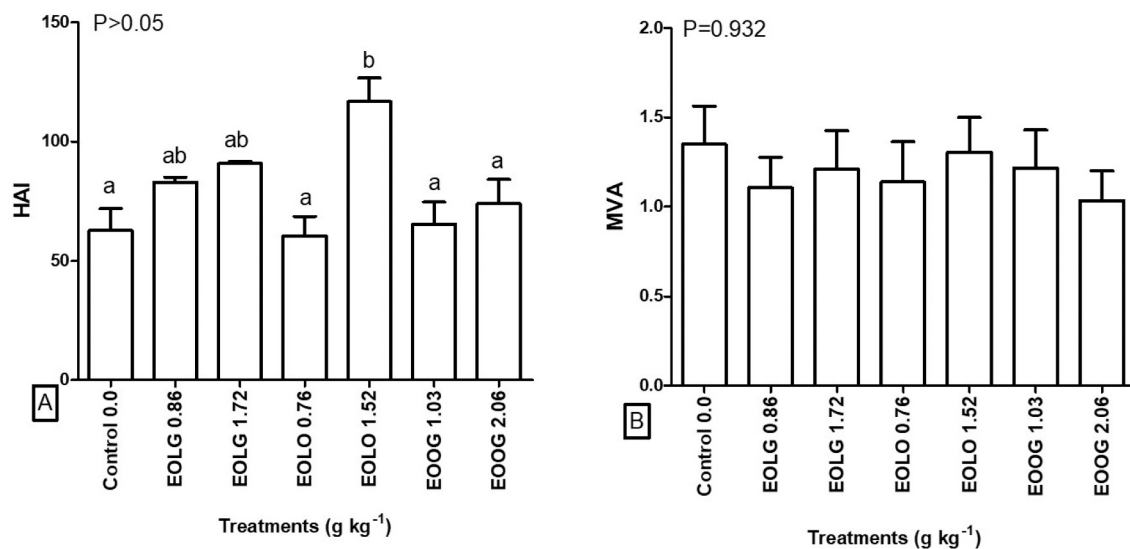 P>0.05
150
100
50
0
HAI
a
ab
ab
a
b
a
a
A
Control 0.0
EOLG 0.86
EOLG 1.72
EOLO 0.76
EOLO 1.52
EOOG 1.03
EOOG 2.06
Treatments (g kg⁻¹)
P=0.932
2.0
1.5
1.0
0.5
0.0
MVA
B
Control 0.0
EOLG 0.86
EOLG 1.72
EOLO 0.76
EOLO 1.52
EOOG 1.03
EOOG 2.06
Treatments (g kg⁻¹)